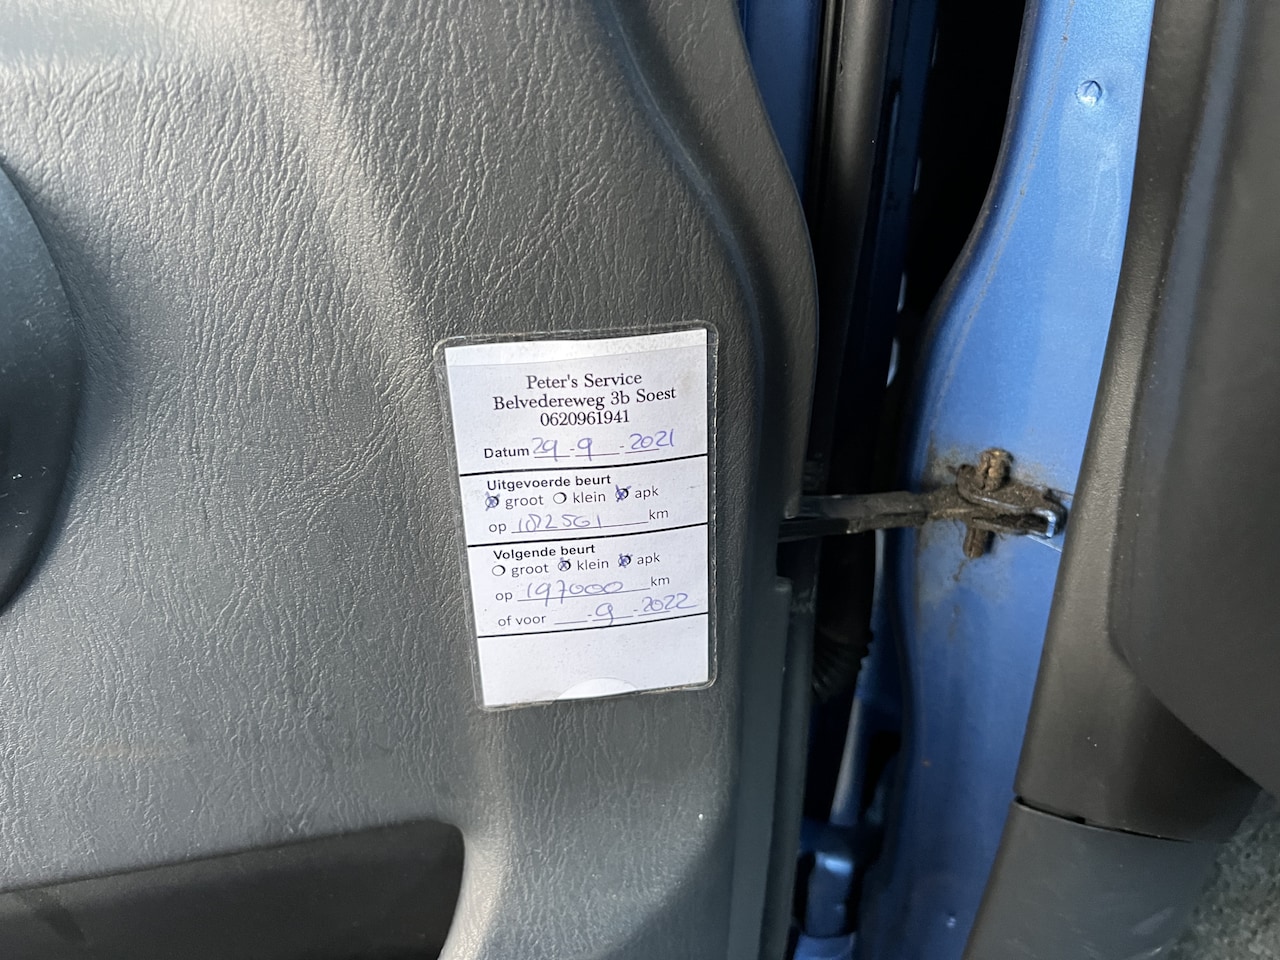 Peter's Service
Belvedereweg 3b Soest
0620961941
Datum 29-9-2021
Uitgevoerde beurt
groot klein apk
op 182561 km
Volgende beurt
groot klein apk
op 197000 km
of voor __-9-2022